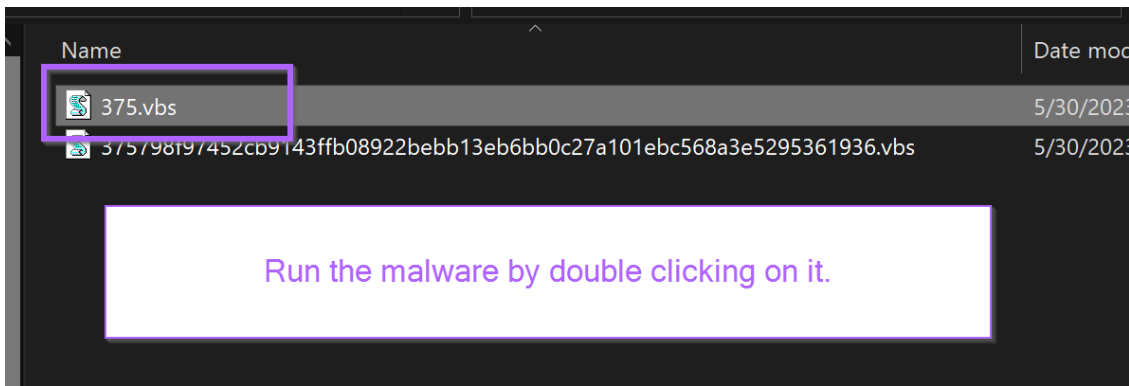 Name
Date mod
375.vbs
5/30/2023
375798f97452cb9143ffb08922bebb13eb6bb0c27a101ebc568a3e5295361936.vbs
5/30/2023
Run the malware by double clicking on it.